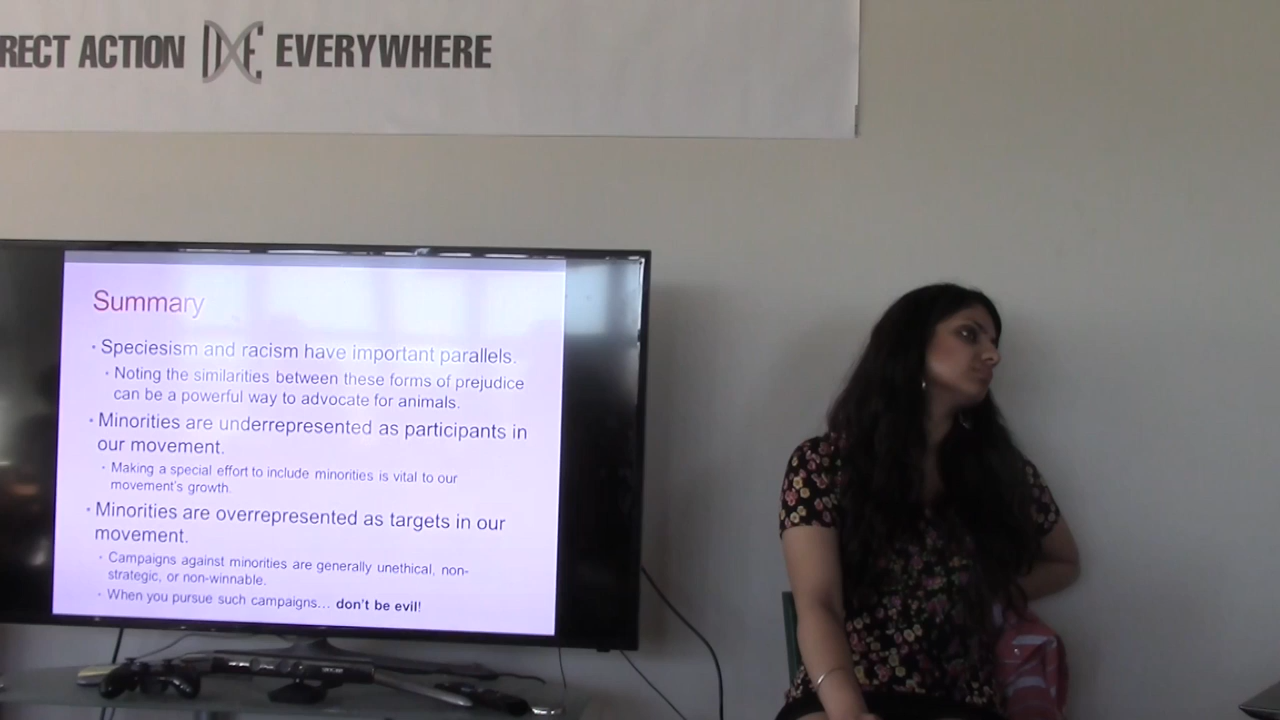 RECT ACTION DXE EVERYWHERE
Summary
• Speciesism and racism have important parallels.
• Noting the similarities between these forms of prejudice
can be a powerful way to advocate for animals.
• Minorities are underrepresented as participants in
our movement.
• Making a special effort to include minorities is vital to our
movement's growth.
• Minorities are overrepresented as targets in our
movement.
• Campaigns against minorities are generally unethical, non-
strategic, or non-winnable.
• When you pursue such campaigns... don't be evil!